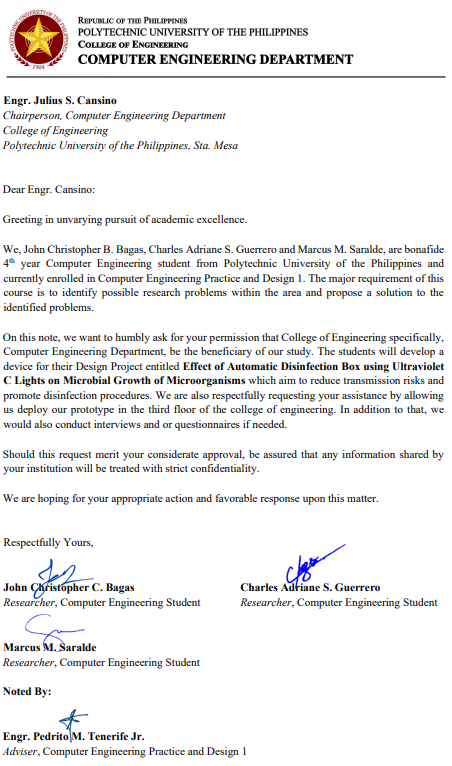 REPUBLIC OF THE PHILIPPINES
POLYTECHNIC UNIVERSITY OF THE PHILIPPINES
COLLEGE OF ENGINEERING
COMPUTER ENGINEERING DEPARTMENT
1904
Engr. Julius S. Cansino
Chairperson, Computer Engineering Department
College of Engineering
Polytechnic University of the Philippines, Sta. Mesa
Dear Engr. Cansino:
Greeting in unvarying pursuit of academic excellence.
We, John Christopher B. Bagas, Charles Adriane S. Guerrero and Marcus M. Saralde, are bonafide
4th year Computer Engineering student from Polytechnic University of the Philippines and
currently enrolled in Computer Engineering Practice and Design 1. The major requirement of this
course is to identify possible research problems within the area and propose a solution to the
identified problems.
On this note, we want to humbly ask for your permission that College of Engineering specifically,
Computer Engineering Department, be the beneficiary of our study. The students will develop a
device for their Design Project entitled Effect of Automatic Disinfection Box using Ultraviolet
C Lights on Microbial Growth of Microorganisms which aim to reduce transmission risks and
promote disinfection procedures. We are also respectfully requesting your assistance by allowing
us deploy our prototype in the third floor of the college of engineering. In addition to that, we
would also conduct interviews and or questionnaires if needed.
Should this request merit your considerate approval, be assured that any information shared by
your institution will be treated with strict confidentiality.
We are hoping for your appropriate action and favorable response upon this matter.
Respectfully Yours,
John Christopher C. Bagas
Researcher, Computer Engineering Student
Charles Adriane S. Guerrero
Researcher, Computer Engineering Student
Marcus M. Saralde
Researcher, Computer Engineering Student
Noted By:
Engr. Pedrito M. Tenerife Jr.
Adviser, Computer Engineering Practice and Design 1